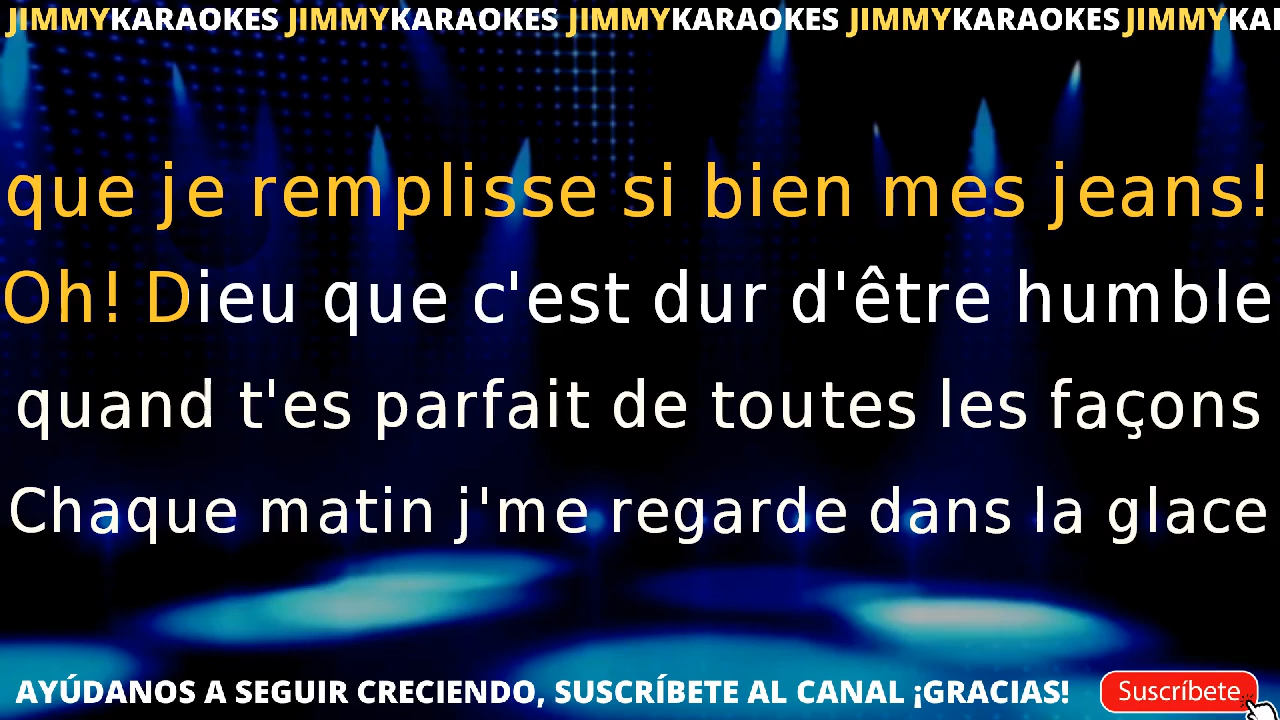 JIMMYKARAOKES JIMMYKARAOKES JIMMYKARAOKES JIMMYKARAOKES JIMMYKA
que je remplisse si bien mes jeans!
Oh! Dieu que c'est dur d'être humble
quand t'es parfait de toutes les façons
Chaque matin j'me regarde dans la glace
AYÚDANOS A SEGUIR CRECIENDO, SUSCRÍBETE AL CANAL ¡GRACIAS!
Suscríbete